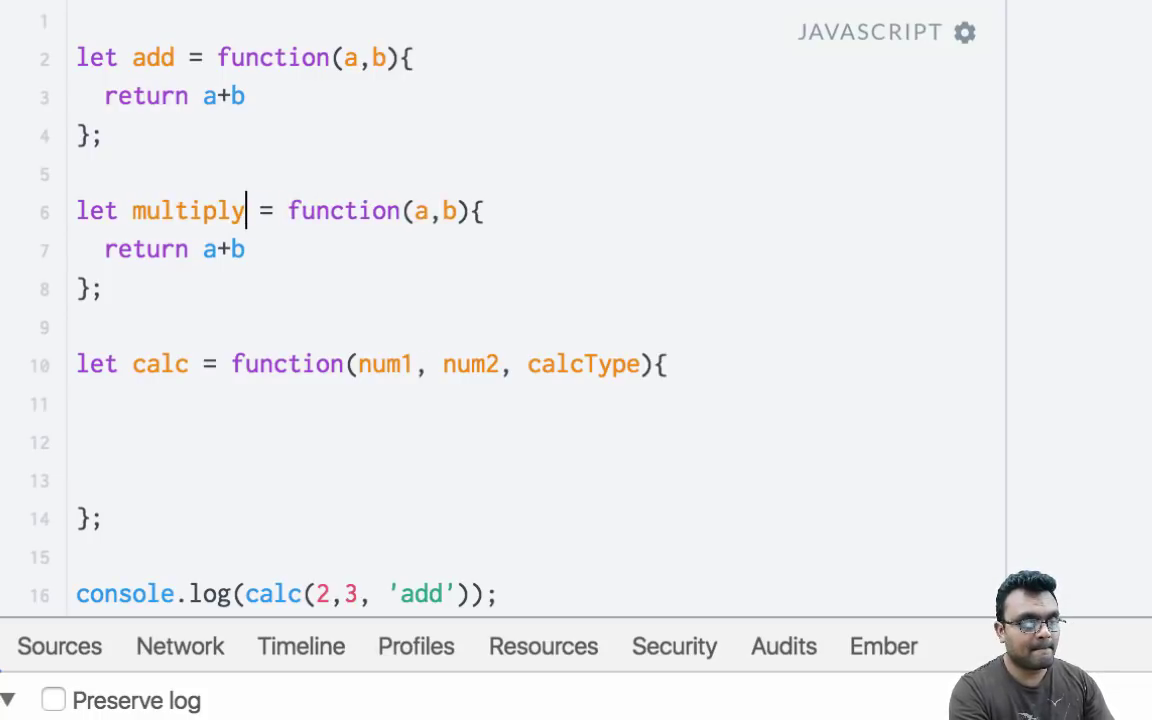 JAVASCRIPT
1
2 let add = function(a,b){
3 return a+b
4 };
5
6 let multiply = function(a,b){
7 return a+b
8 };
9
10 let calc = function(num1, num2, calcType){
11
12
13
14 };
15
16 console.log(calc(2,3, 'add'));
Sources Network Timeline Profiles Resources Security Audits Ember
Preserve log